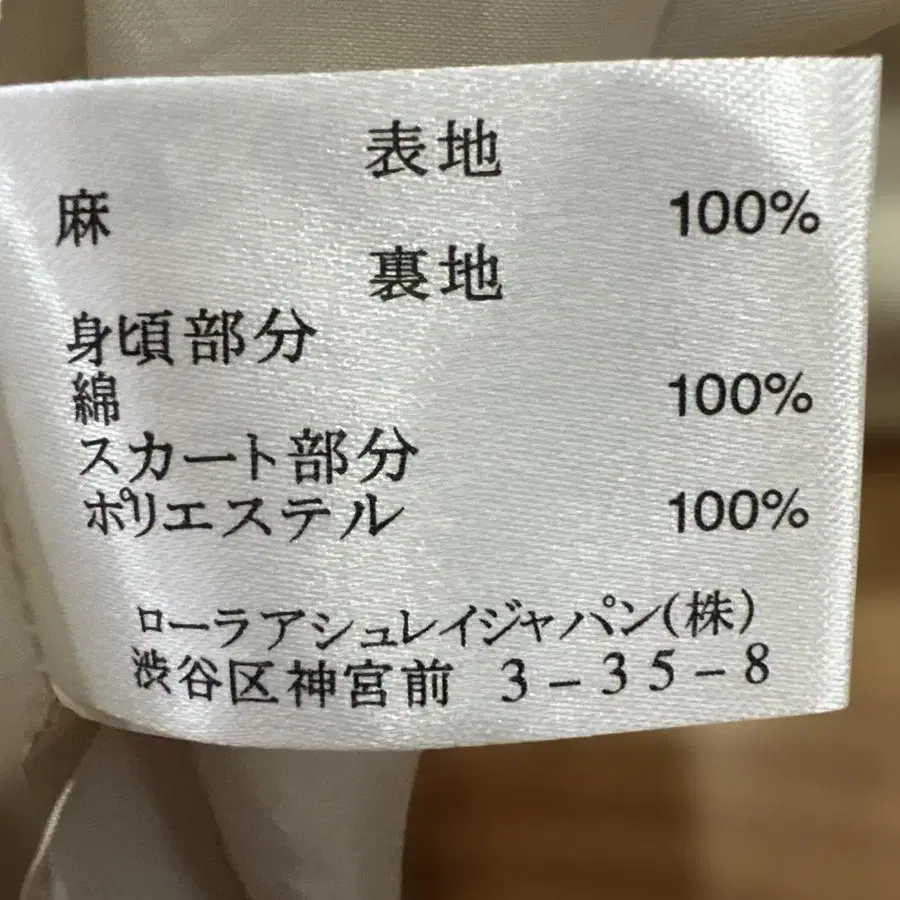 表地
麻 100%
裏地
身頃部分
綿 100%
スカート部分
ポリエステル 100%
ローラアシュレイジャパン(株)
渋谷区神宮前 3-35-8